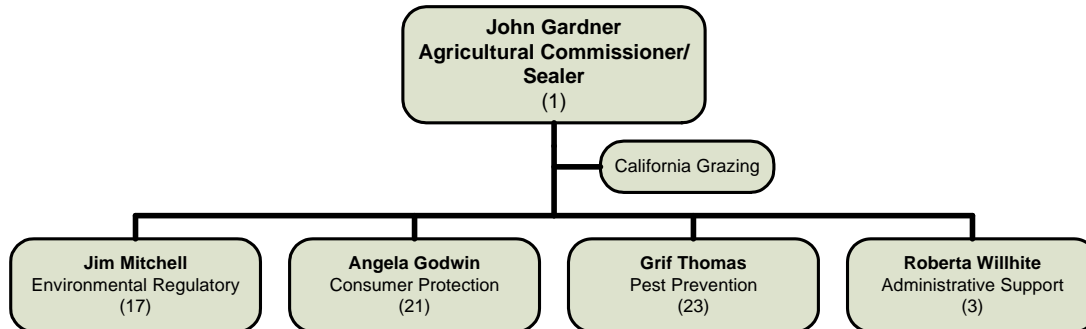 John Gardner
Agricultural Commissioner/
Sealer
(1)
California Grazing
Jim Mitchell
Environmental Regulatory
(17)
Angela Godwin
Consumer Protection
(21)
Grif Thomas
Pest Prevention
(23)
Roberta Willhite
Administrative Support
(3)